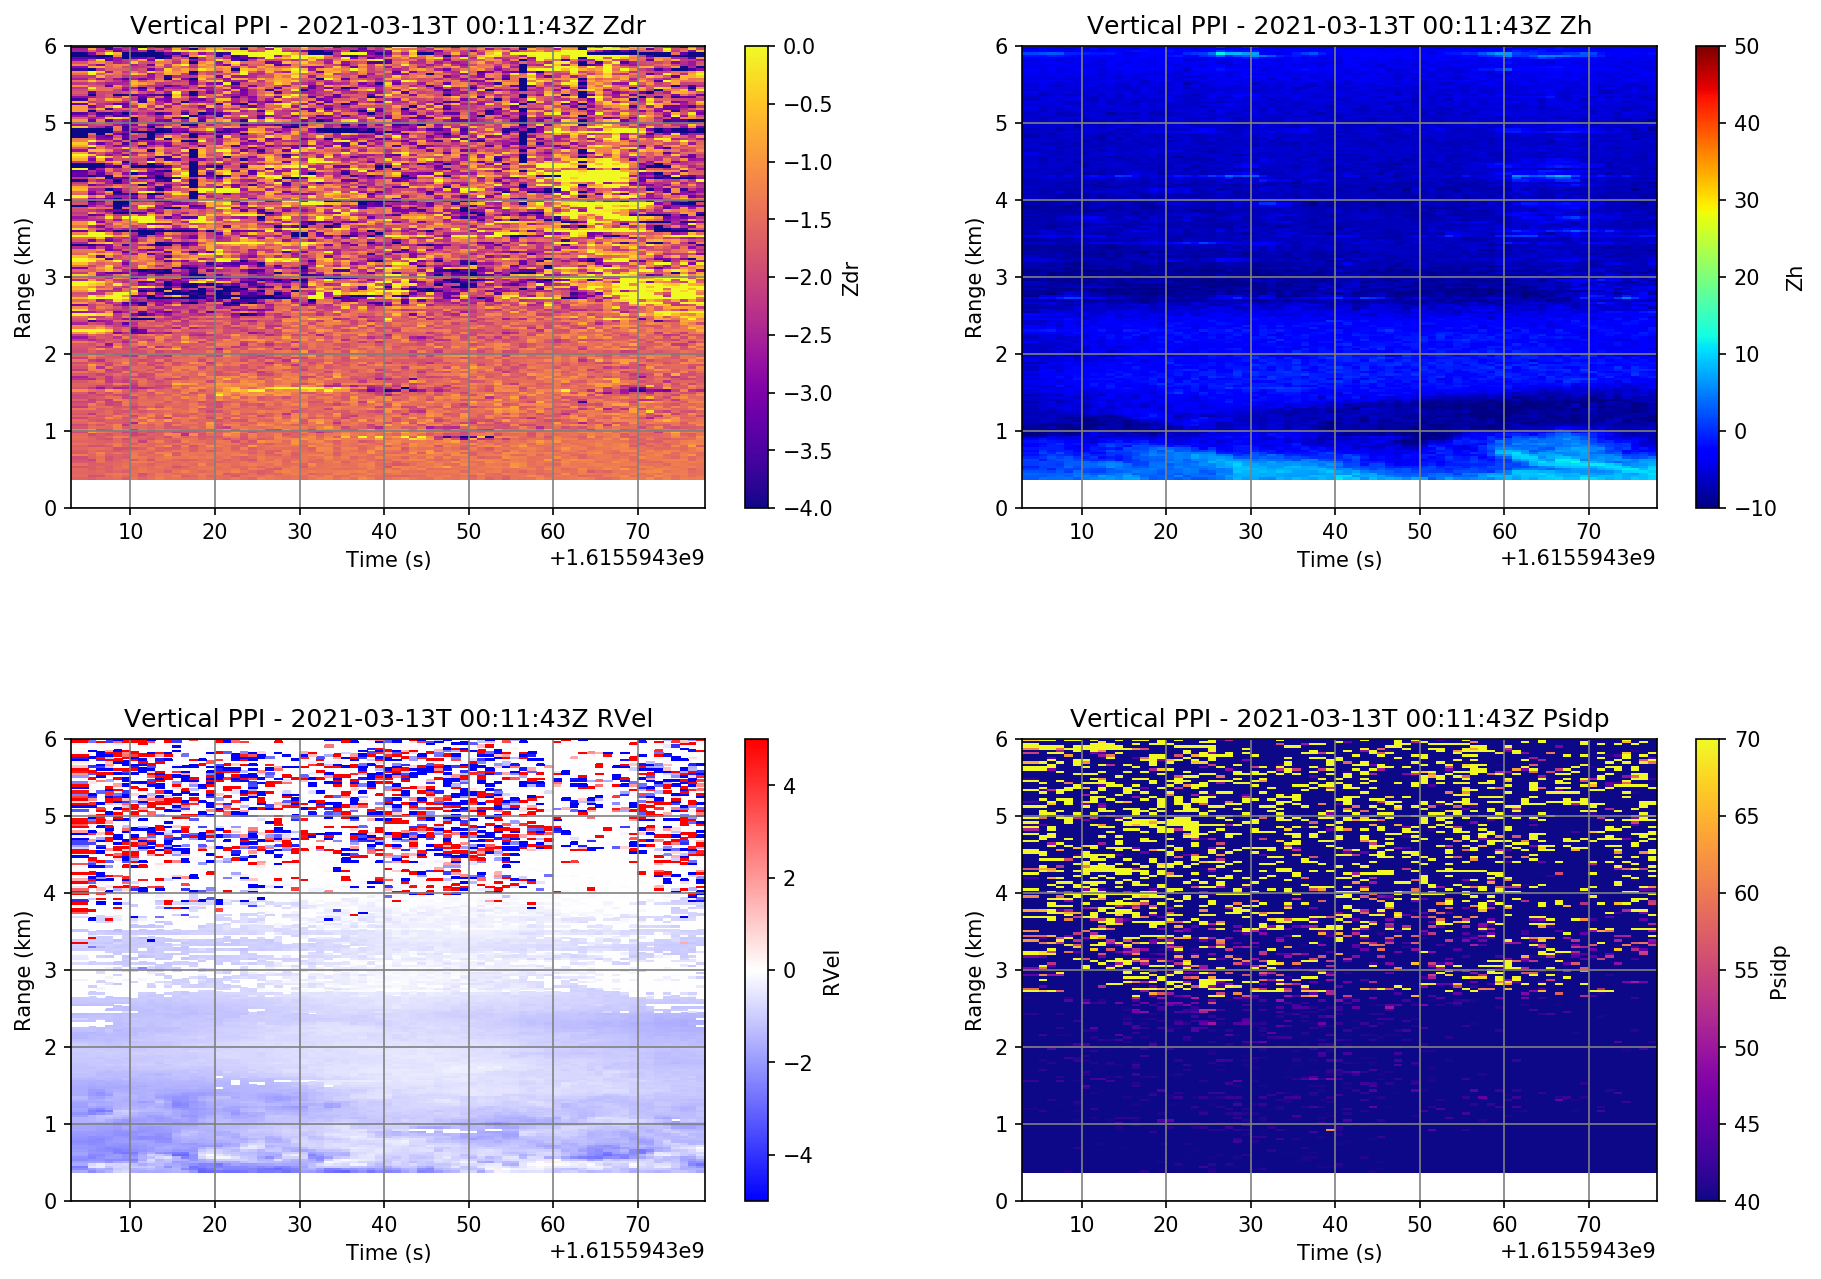 Vertical PPI - 2021-03-13T 00:11:43Z Zdr
6
5
4
3
2
1
0
Range (km)
10 20 30 40 50 60 70
Time (s)
+1.6155943e9
0.0
−0.5
−1.0
−1.5
−2.0
−2.5
−3.0
−3.5
−4.0
Zdr
Vertical PPI - 2021-03-13T 00:11:43Z Zh
6
5
4
3
2
1
0
Range (km)
10 20 30 40 50 60 70
Time (s)
+1.6155943e9
50
40
30
20
10
0
−10
Zh
Vertical PPI - 2021-03-13T 00:11:43Z RVel
6
5
4
3
2
1
0
Range (km)
10 20 30 40 50 60 70
Time (s)
+1.6155943e9
4
2
0
−2
−4
RVel
Vertical PPI - 2021-03-13T 00:11:43Z Psidp
6
5
4
3
2
1
0
Range (km)
10 20 30 40 50 60 70
Time (s)
+1.6155943e9
70
65
60
55
50
45
40
Psidp